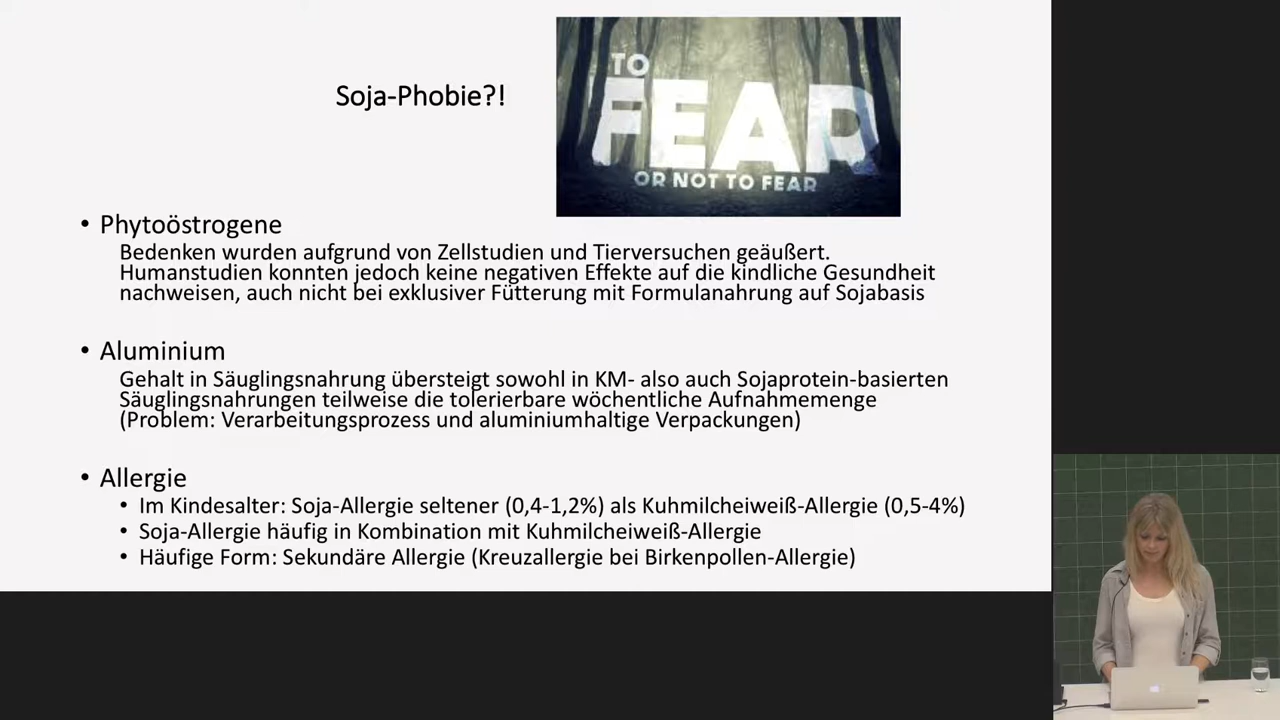 Soja-Phobie?!
TO
FEAR
OR NOT TO FEAR
• Phytoöstrogene
Bedenken wurden aufgrund von Zellstudien und Tierversuchen geäußert.
Humanstudien konnten jedoch keine negativen Effekte auf die kindliche Gesundheit
nachweisen, auch nicht bei exklusiver Fütterung mit Formulanahrung auf Sojabasis
• Aluminium
Gehalt in Säuglingsnahrung übersteigt sowohl in KM- also auch Sojaprotein-basierten
Säuglingsnahrungen teilweise die tolerierbare wöchentliche Aufnahmemenge
(Problem: Verarbeitungsprozess und aluminiumhaltige Verpackungen)
• Allergie
• Im Kindesalter: Soja-Allergie seltener (0,4-1,2%) als Kuhmilcheiweiß-Allergie (0,5-4%)
• Soja-Allergie häufig in Kombination mit Kuhmilcheiweiß-Allergie
• Häufige Form: Sekundäre Allergie (Kreuzallergie bei Birkenpollen-Allergie)